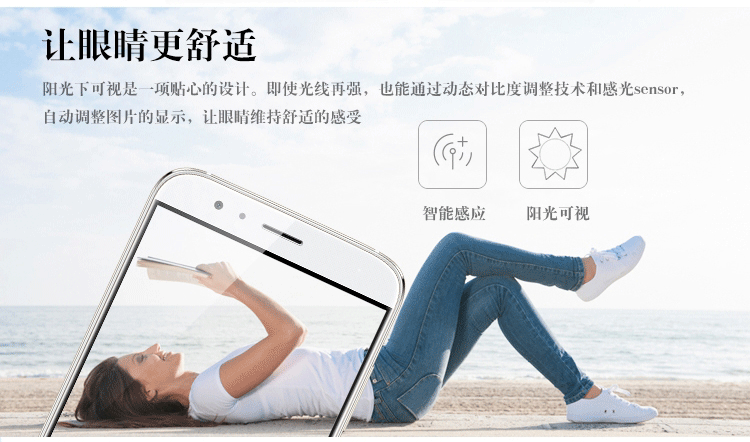 让眼睛更舒适
阳光下可视是一项贴心的设计。即使光线再强，也能通过动态对比度调整技术和感光sensor，
自动调整图片的显示，让眼睛维持舒适的感受
智能感应 阳光可视